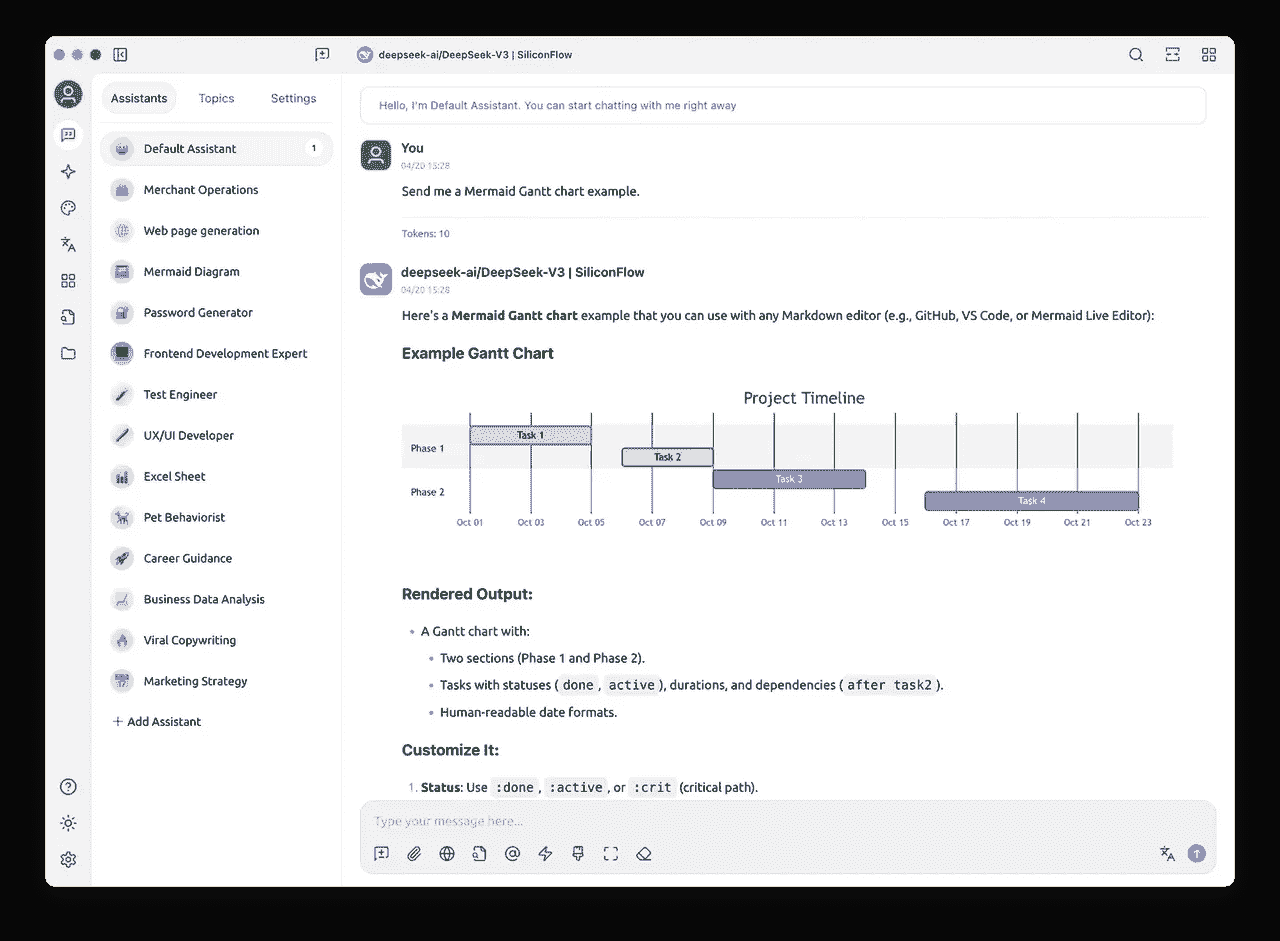 deepseek-ai/DeepSeek-V3 | SiliconFlow
Assistants
Topics
Settings
Default Assistant
1
Merchant Operations
Web page generation
Mermaid Diagram
Password Generator
Frontend Development Expert
Test Engineer
UX/UI Developer
Excel Sheet
Pet Behaviorist
Career Guidance
Business Data Analysis
Viral Copywriting
Marketing Strategy
+ Add Assistant
Hello, I'm Default Assistant. You can start chatting with me right away
You
04/20 15:28
Send me a Mermaid Gantt chart example.
Tokens: 10
deepseek-ai/DeepSeek-V3 | SiliconFlow
04/20 15:28
Here's a Mermaid Gantt chart example that you can use with any Markdown editor (e.g., GitHub, VS Code, or Mermaid Live Editor):
Example Gantt Chart
Project Timeline
Phase 1
Task 1
Task 2
Phase 2
Task 3
Task 4
Oct 01 Oct 03 Oct 05 Oct 07 Oct 09 Oct 11 Oct 13 Oct 15 Oct 17 Oct 19 Oct 21 Oct 23
Rendered Output:
• A Gantt chart with:
• Two sections (Phase 1 and Phase 2).
• Tasks with statuses ( done , active ), durations, and dependencies ( after task2 ).
• Human-readable date formats.
Customize It:
1. Status: Use :done , :active , or :crit (critical path).
Type your message here...